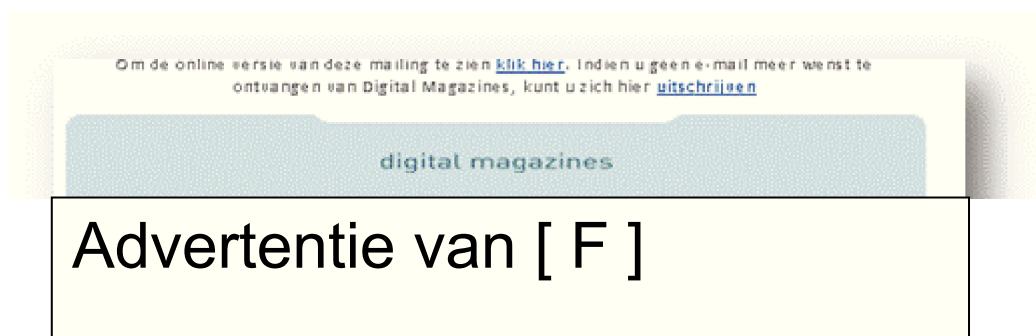 Om de online versie van deze mailing te zien klik hier. Indien u geen e-mail meer wenst te
ontvangen van Digital Magazines, kunt u zich hier uitschrijven
digital magazines
Advertentie van [ F ]